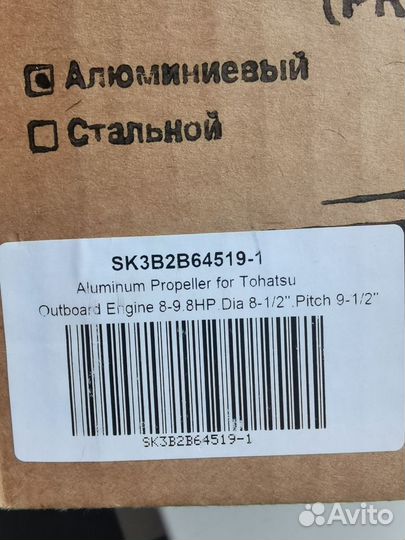 (PR
Алюминиевый
Стальной
SK3B2B64519-1
Aluminum Propeller for Tohatsu
Outboard Engine 8-9.8HP.Dia 8-1/2".Pitch 9-1/2"
SK3B2B64519-1
Avito